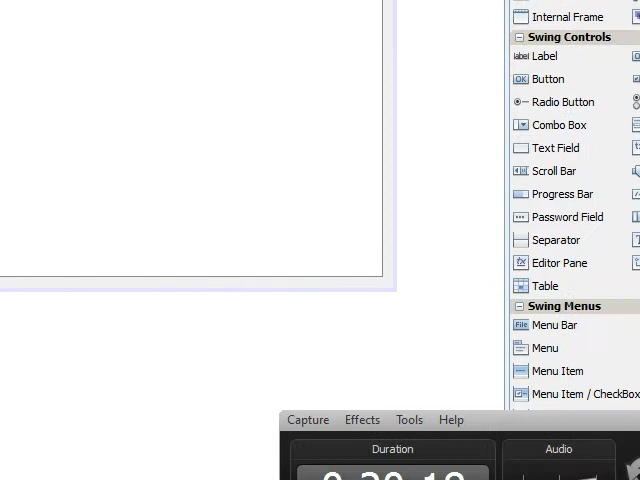 Internal Frame
Swing Controls
label Label
OK Button
Radio Button
Combo Box
Text Field
Scroll Bar
Progress Bar
Password Field
Separator
Editor Pane
Table
Swing Menus
File Menu Bar
Menu
Menu Item
Menu Item / CheckBox
Capture Effects Tools Help
Duration Audio